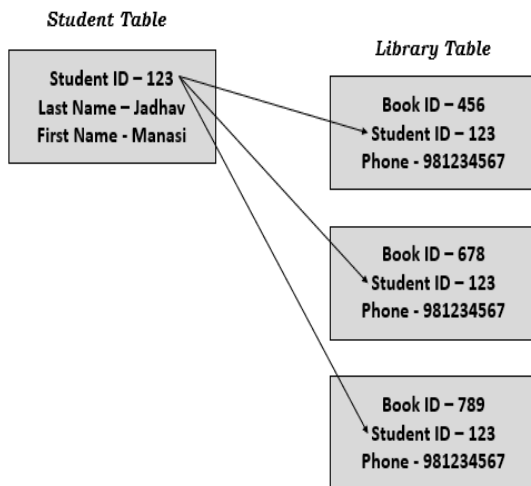 Student Table
Student ID – 123
Last Name – Jadhav
First Name - Manasi
Library Table
Book ID – 456
Student ID – 123
Phone - 981234567
Book ID – 678
Student ID – 123
Phone - 981234567
Book ID – 789
Student ID – 123
Phone - 981234567